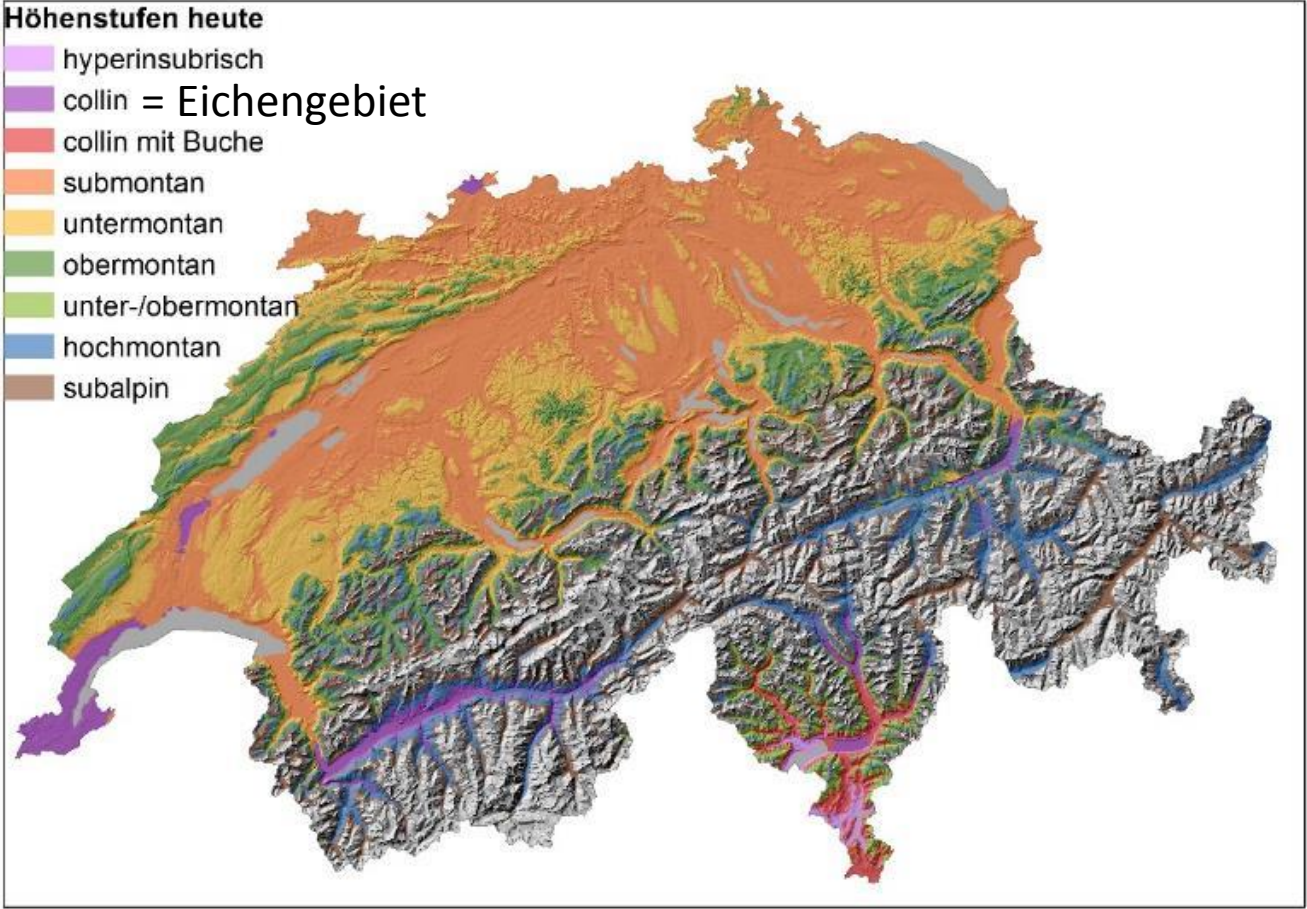 Höhenstufen heute
hyperinsubrisch
collin = Eichengebiet
collin mit Buche
submontan
untermontan
obermontan
unter-/obermontan
hochmontan
subalpin